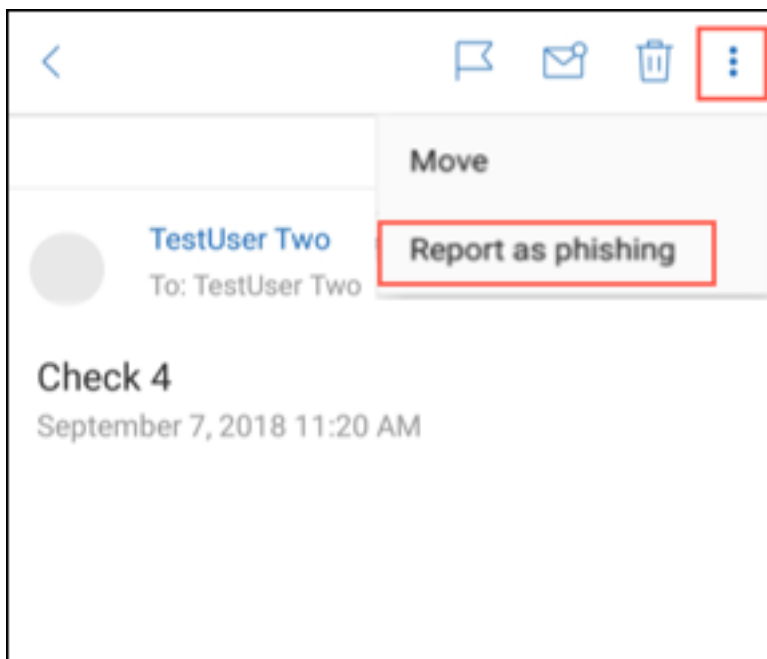 Move
Report as phishing
TestUser Two
To: TestUser Two
Check 4
September 7, 2018 11:20 AM